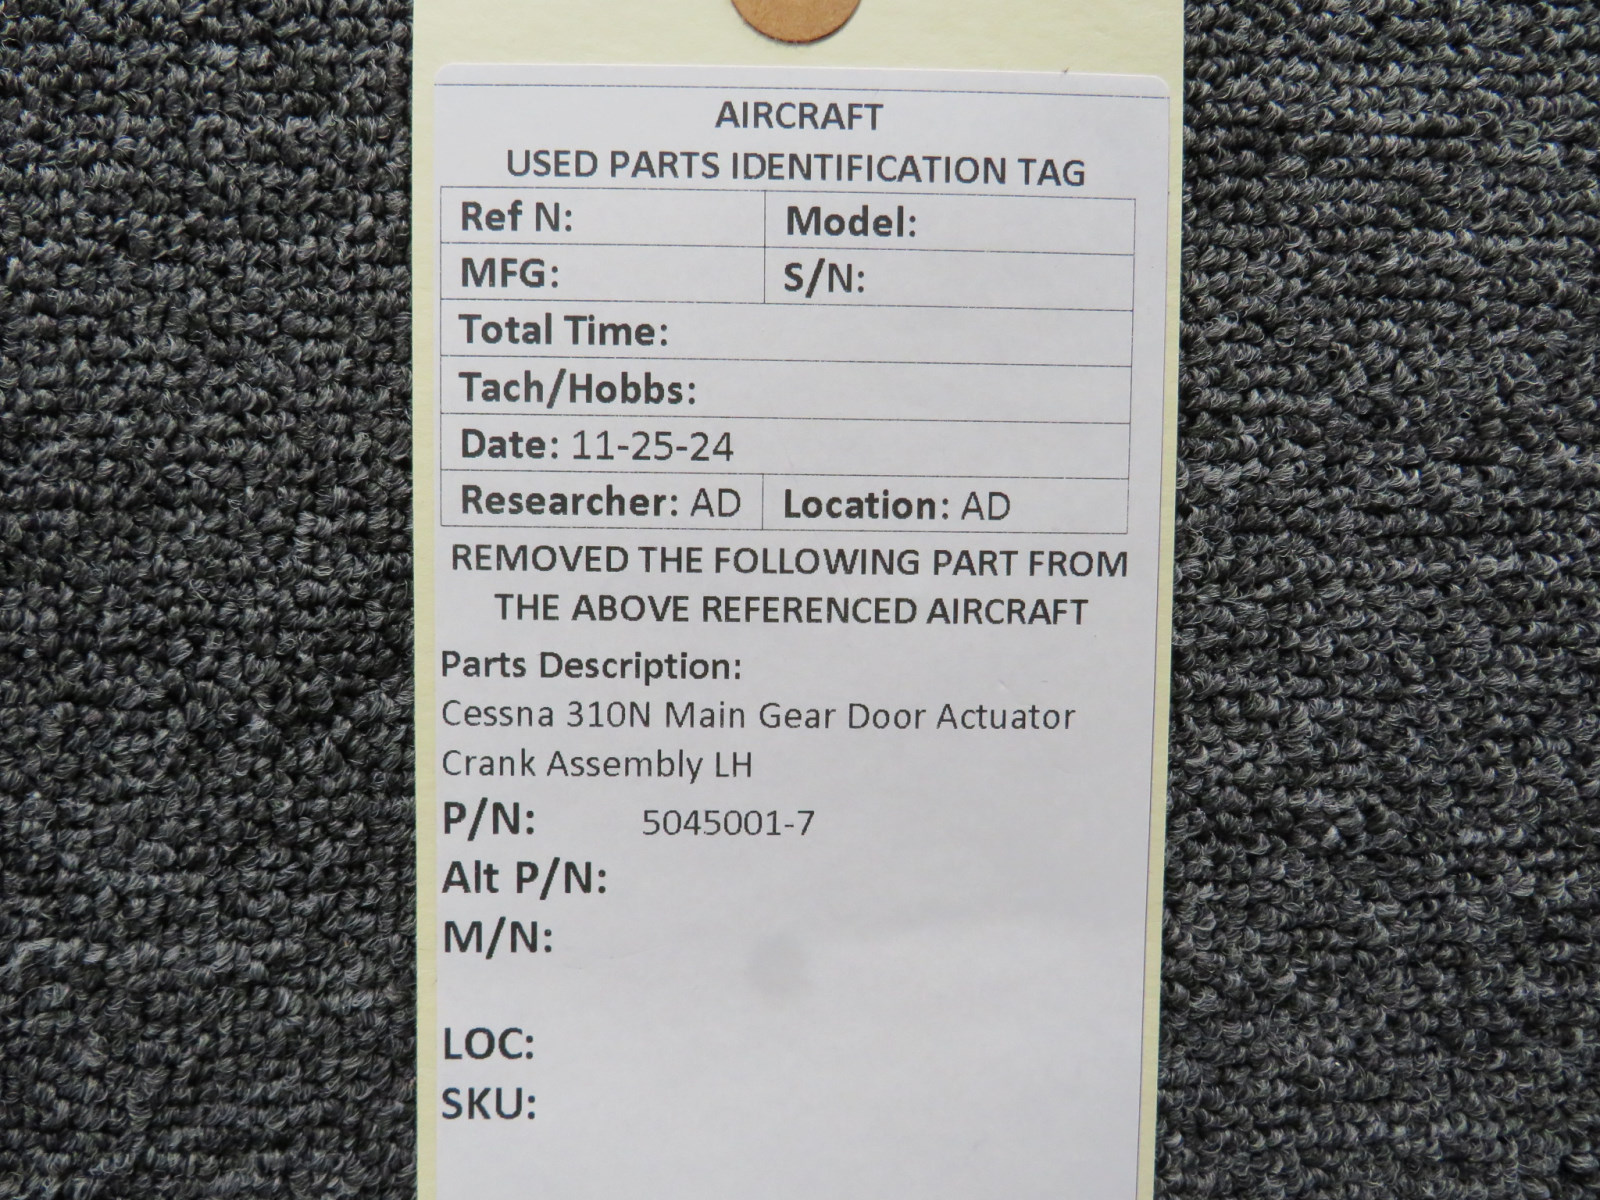 AIRCRAFT
USED PARTS IDENTIFICATION TAG
Ref N: Model:
MFG: S/N:
Total Time:
Tach/Hobbs:
Date: 11-25-24
Researcher: AD Location: AD
REMOVED THE FOLLOWING PART FROM
THE ABOVE REFERENCED AIRCRAFT
Parts Description:
Cessna 310N Main Gear Door Actuator
Crank Assembly LH
P/N: 5045001-7
Alt P/N:
M/N:
LOC:
SKU: